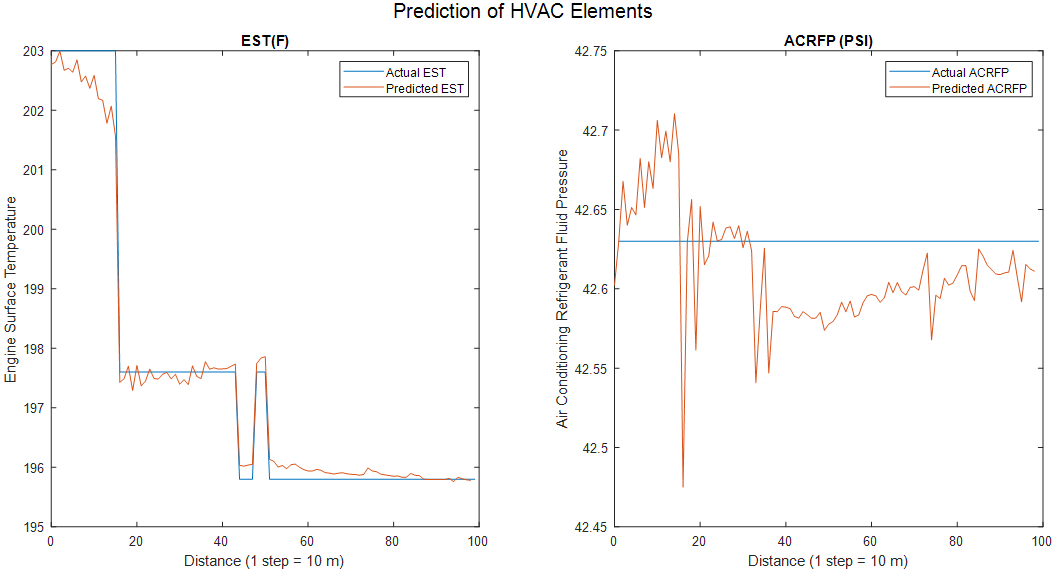 Prediction of HVAC Elements
EST(F)
Actual EST
Predicted EST
Engine Surface Temperature
203
202
201
200
199
198
197
196
195
0 20 40 60 80 100
Distance (1 step = 10 m)
ACRFP (PSI)
Actual ACRFP
Predicted ACRFP
Air Conditioning Refrigerant Fluid Pressure
42.75
42.7
42.65
42.6
42.55
42.5
42.45
0 20 40 60 80 100
Distance (1 step = 10 m)